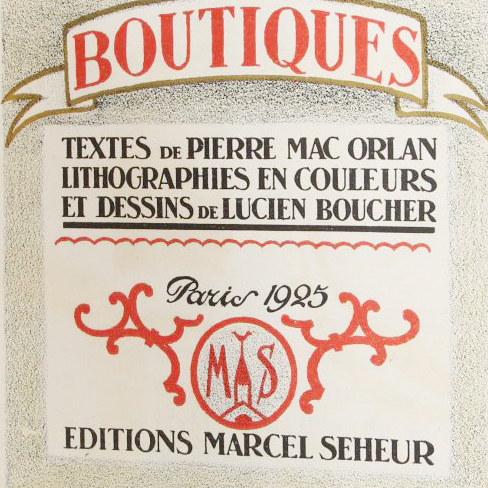 BOUTIQUES
TEXTES DE PIERRE MAC ORLAN
LITHOGRAPHIES EN COULEURS
ET DESSINS DE LUCIEN BOUCHER
Paris 1925
M S
EDITIONS MARCEL SEHEUR